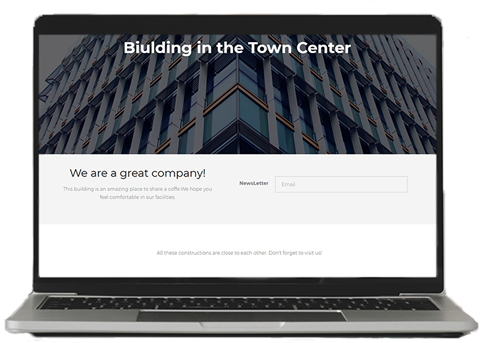 Biulding in the Town Center
We are a great company!
This building is an amazing place to share a coffe.We hope you
feel comfortable in our facilities.
NewsLetter
Email
All these constructions are close to each other. Don't forget to visit us!